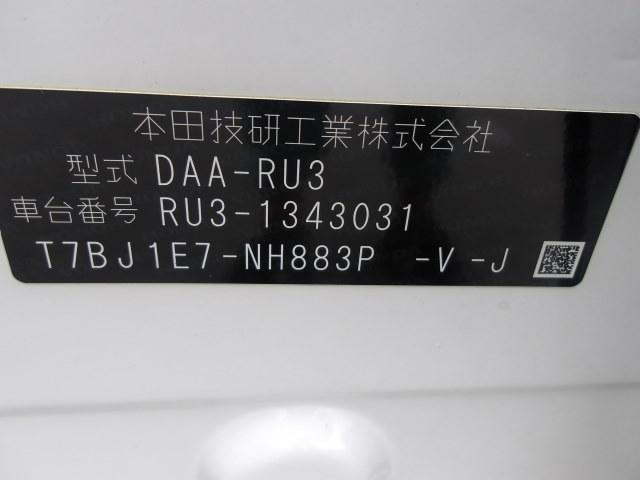 本田技研工業株式会社
型式 DAA-RU3
車台番号 RU3-1343031
T7BJ1E7-NH883P -V-J